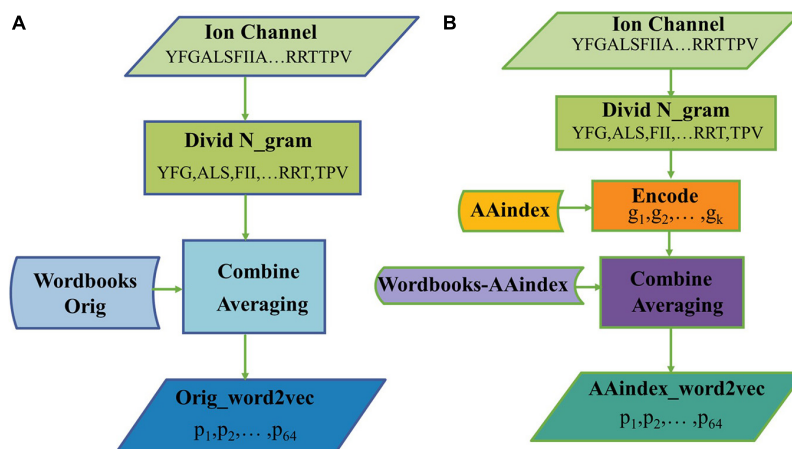 A
Ion Channel
YFGALSFIIA...RRTTPV
Divid N_gram
YFG,ALS,FII,...RRT,TPV
Wordbooks
Orig
Combine
Averaging
Orig_word2vec
p₁,p₂,... ,p₆₄
B
Ion Channel
YFGALSFIIA...RRTTPV
Divid N_gram
YFG,ALS,FII,...RRT,TPV
AAindex
Encode
g₁,g₂,... ,gₖ
Wordbooks-AAindex
Combine
Averaging
AAindex_word2vec
p₁,p₂,... ,p₆₄